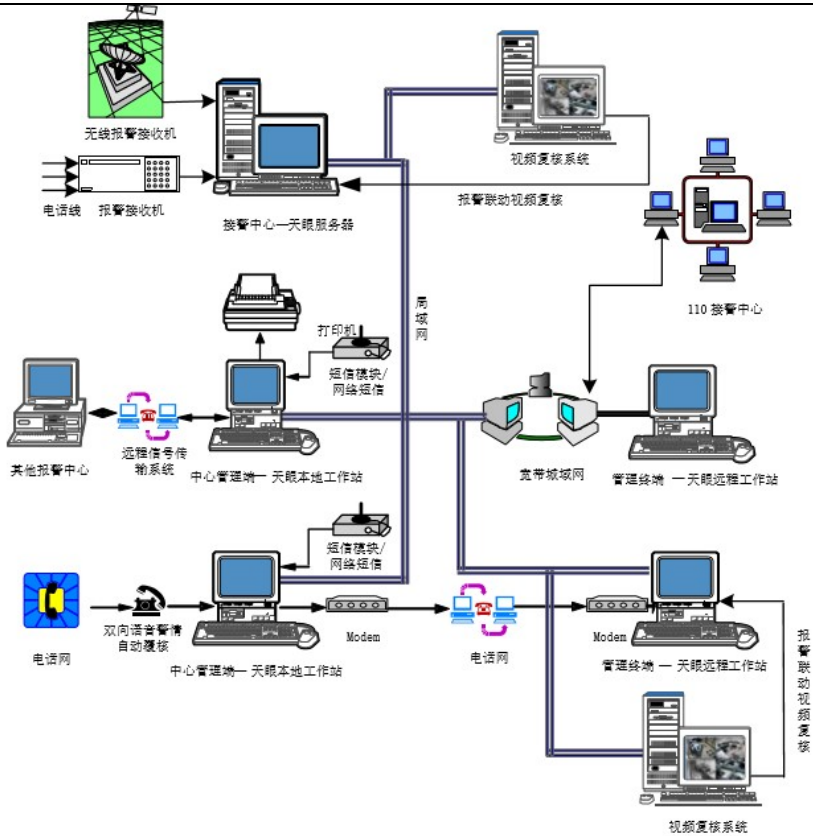 无线报警接收机
视频复核系统
电话线
报警接收机
报警联动视频复核
接警中心—天眼服务器
110 接警中心
局域网
打印机
短信模块/
网络短信
其他报警中心
远程信号传
输系统
中心管理端— 天眼本地工作站
宽带城域网
管理终端 —天眼远程工作站
短信模块/
网络短信
电话网
双向语音警情
自动覆核
中心管理端— 天眼本地工作站
Modem
电话网
Modem
管理终端 — 天眼远程工作站
报警联动视频复核
视频复核系统